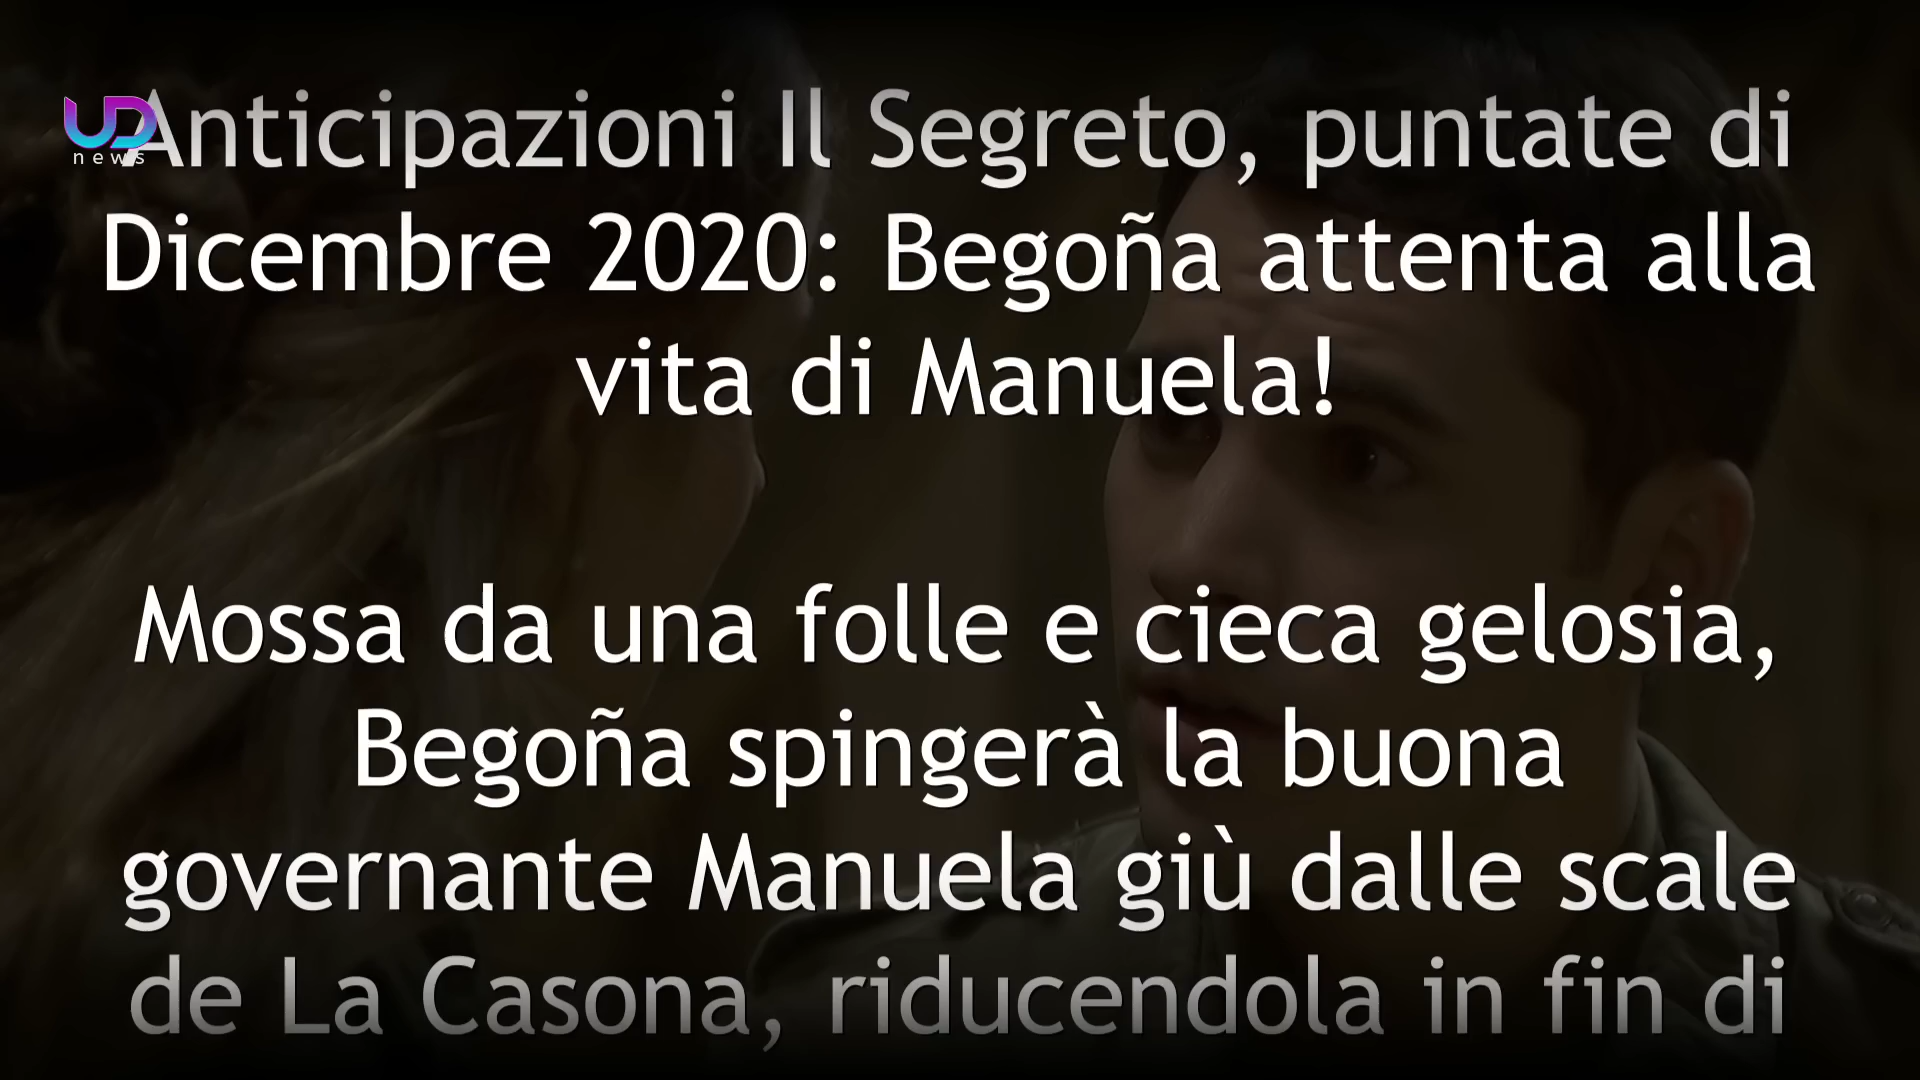 UD
news
Anticipazioni Il Segreto, puntate di
Dicembre 2020: Begoña attenta alla
vita di Manuela!
Mossa da una folle e cieca gelosia,
Begoña spingerà la buona
governante Manuela giù dalle scale
de La Casona, riducendola in fin di